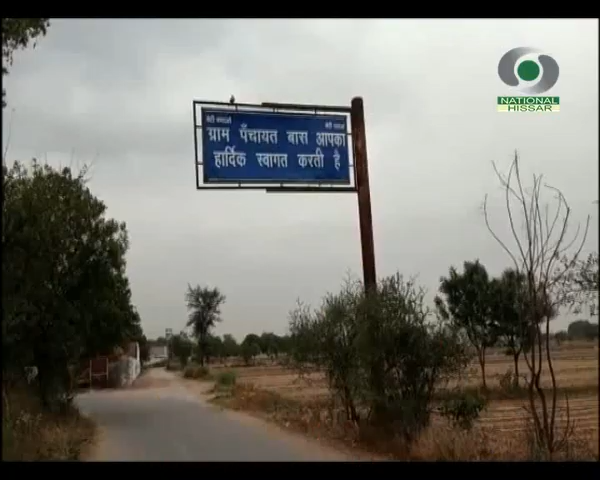 ग्राम पँचायत बास आपका
हार्दिक स्वागत करती है
NATIONAL
HISSAR